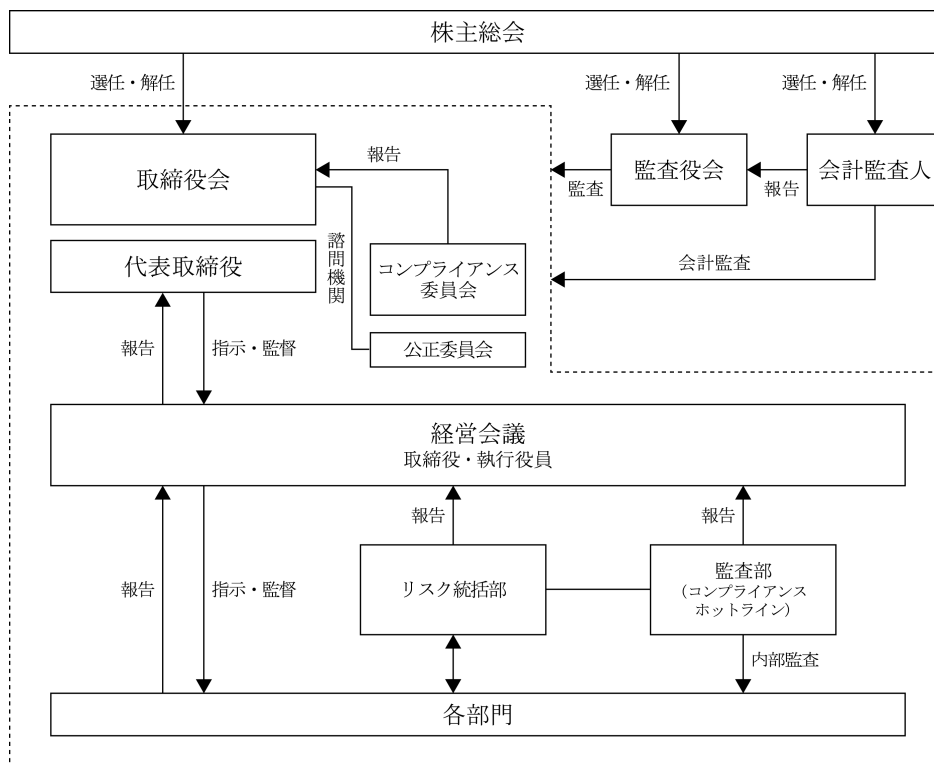 株主総会
選任・解任
選任・解任
選任・解任
取締役会
報告
監査
監査役会
報告
会計監査人
諮問機関
代表取締役
コンプライアンス
委員会
会計監査
公正委員会
報告
指示・監督
経営会議
取締役・執行役員
報告
報告
報告
指示・監督
リスク統括部
監査部
(コンプライアンス
ホットライン)
内部監査
各部門